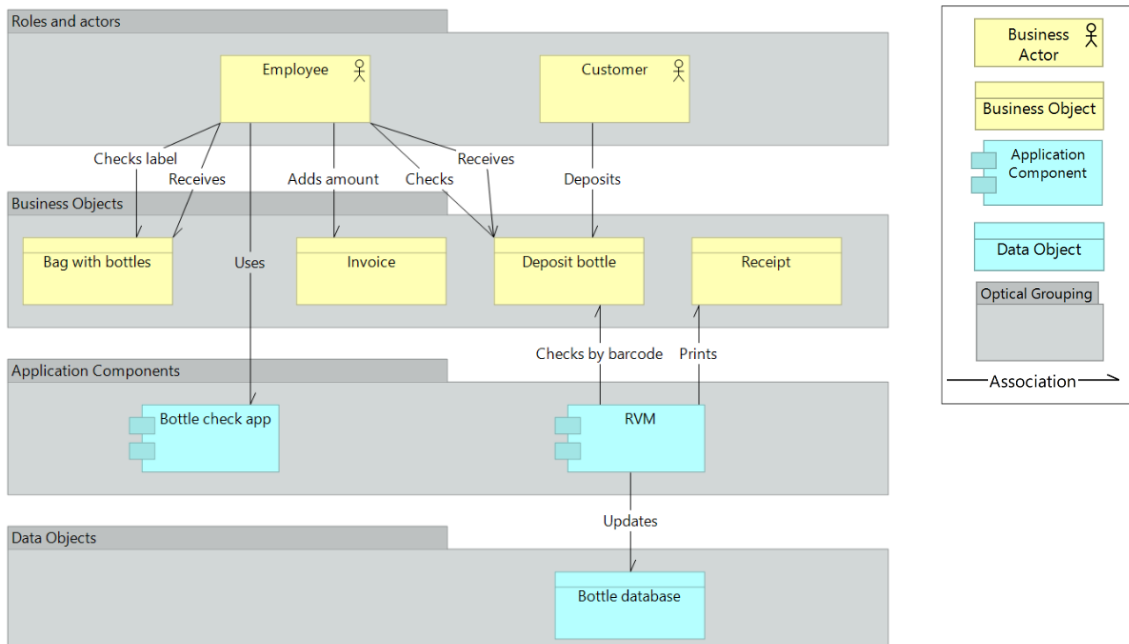 Roles and actors
Employee
Customer
Checks label
Receives
Adds amount
Checks
Receives
Deposits
Business Objects
Bag with bottles
Uses
Invoice
Deposit bottle
Receipt
Checks by barcode
Prints
Application Components
Bottle check app
RVM
Updates
Data Objects
Bottle database
Business
Actor
Business Object
Application
Component
Data Object
Optical Grouping
Association